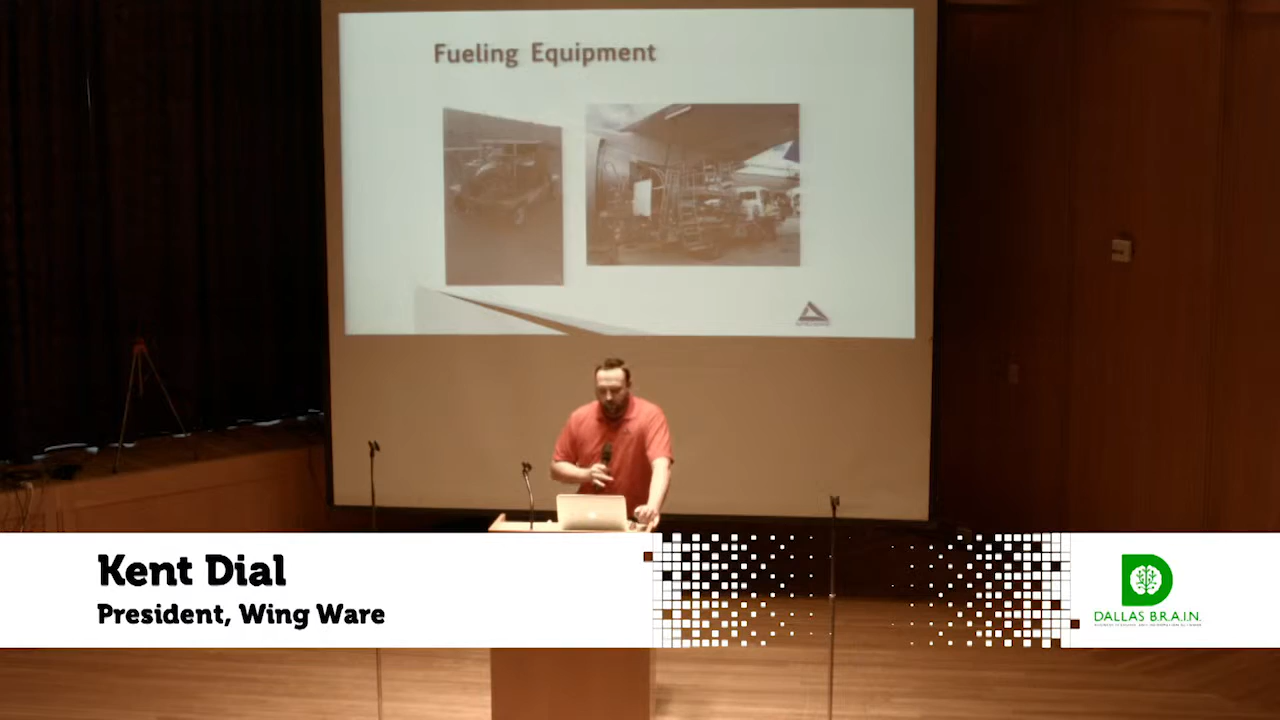 Fueling Equipment
Kent Dial
President, Wing Ware
DALLAS B.R.A.I.N.